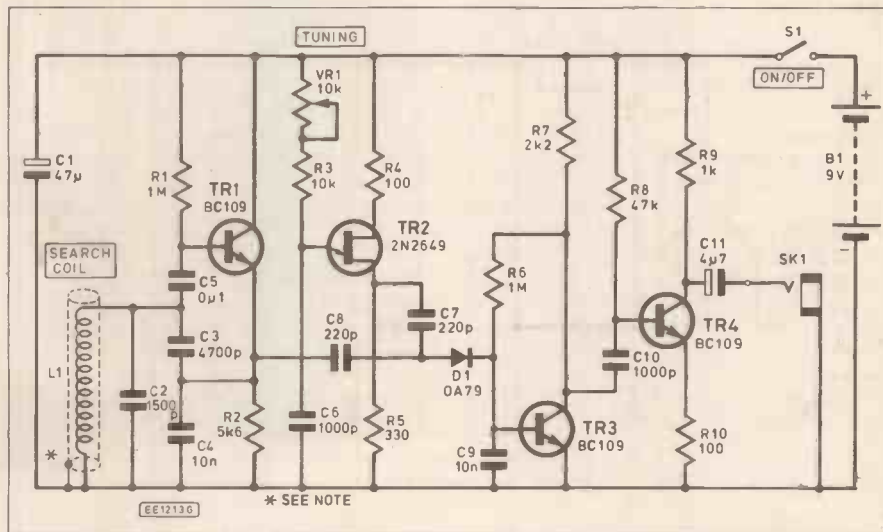 TUNING
S1
ON/OFF
VR1
10k
C1
47μ
R1
1M
TR1
BC109
R3
10k
R4
100
TR2
2N2649
R7
2k2
R8
47k
R9
1k
B1
9V
+
-
SEARCH
COIL
C5
0μ1
C3
4700p
C2
1500
p
L1
*
C4
10n
R2
5k6
C8
220p
C7
220p
C6
1000p
R5
330
D1
OA79
R6
1M
C9
10n
TR3
BC109
C10
1000p
C11
4μ7
SK1
TR4
BC109
R10
100
* SEE NOTE
EE1213G